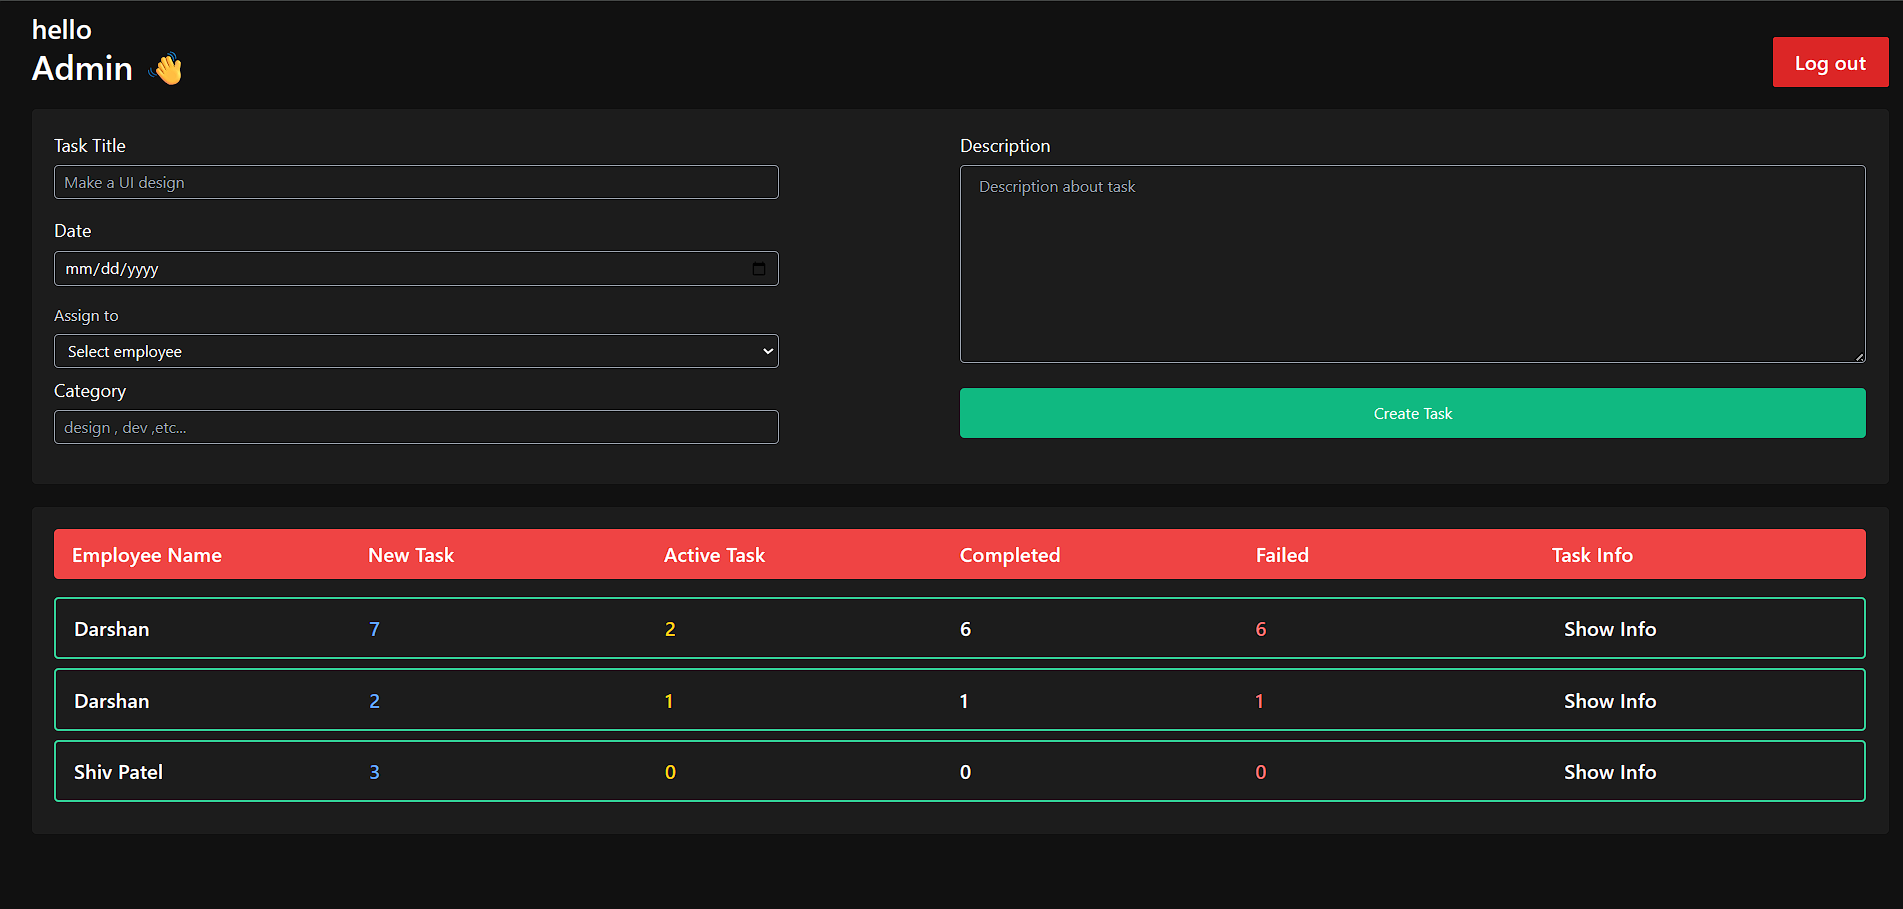 hello
Admin 👋
Log out
Task Title
Make a UI design
Date
mm/dd/yyyy
Assign to
Select employee
Category
design , dev ,etc...
Description
Description about task
Create Task
Employee Name New Task Active Task Completed Failed Task Info
Darshan 7 2 6 6 Show Info
Darshan 2 1 1 1 Show Info
Shiv Patel 3 0 0 0 Show Info